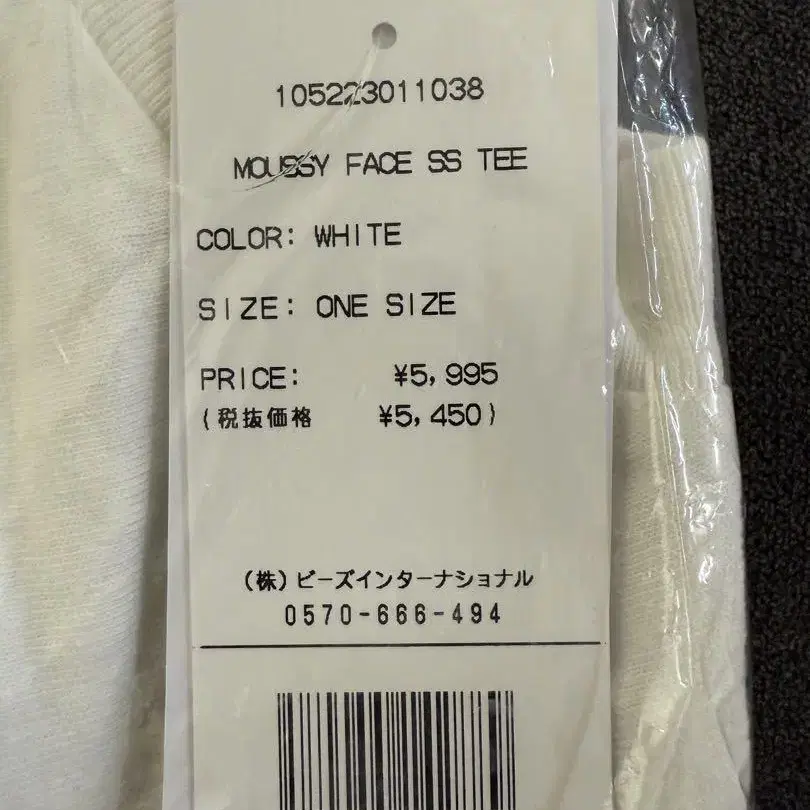 105223011038
MOUSSY FACE SS TEE
COLOR: WHITE
SIZE: ONE SIZE
PRICE: ¥5,995
(税抜価格 ¥5,450)
(株)ビーズインターナショナル
0570-666-494